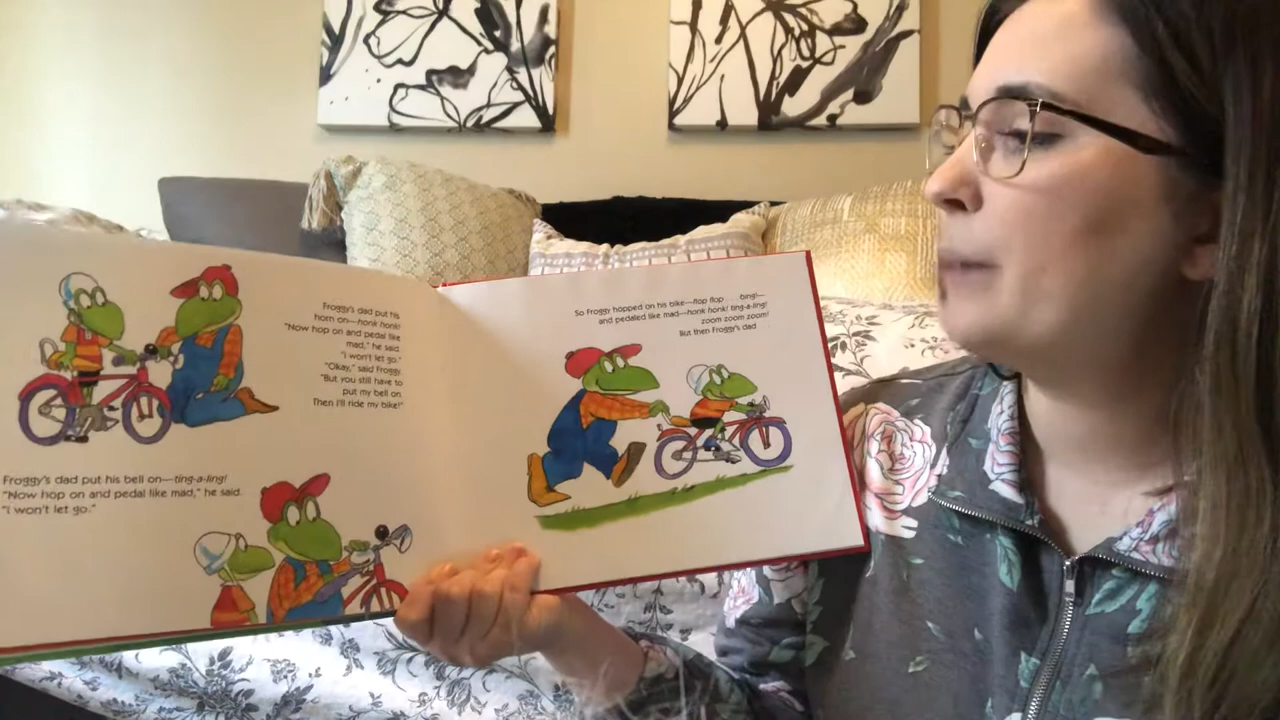 Froggy's dad put his
horn on—honk honk!
"Now hop on and pedal like
mad," he said.
"I won't let go."
"Okay," said Froggy.
"But you still have to
put my bell on.
Then I'll ride my bike!"
Froggy's dad put his bell on—ting-a-ling!
"Now hop on and pedal like mad," he said.
"I won't let go."
So Froggy hopped on his bike—flop flop . . . bing!—
and pedaled like mad—honk honk! ting-a-ling!
zoom zoom zoom!
But then Froggy's dad